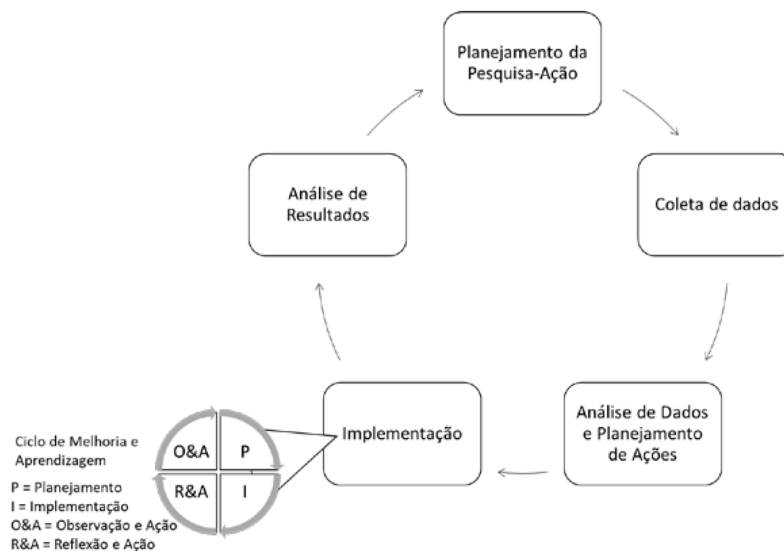 Planejamento da
Pesquisa-Ação
Coleta de dados
Análise de Dados
e Planejamento
de Ações
Implementação
Análise de
Resultados
Ciclo de Melhoria e
Aprendizagem
O&A
P
R&A
I
P = Planejamento
I = Implementação
O&A = Observação e Ação
R&A = Reflexão e Ação